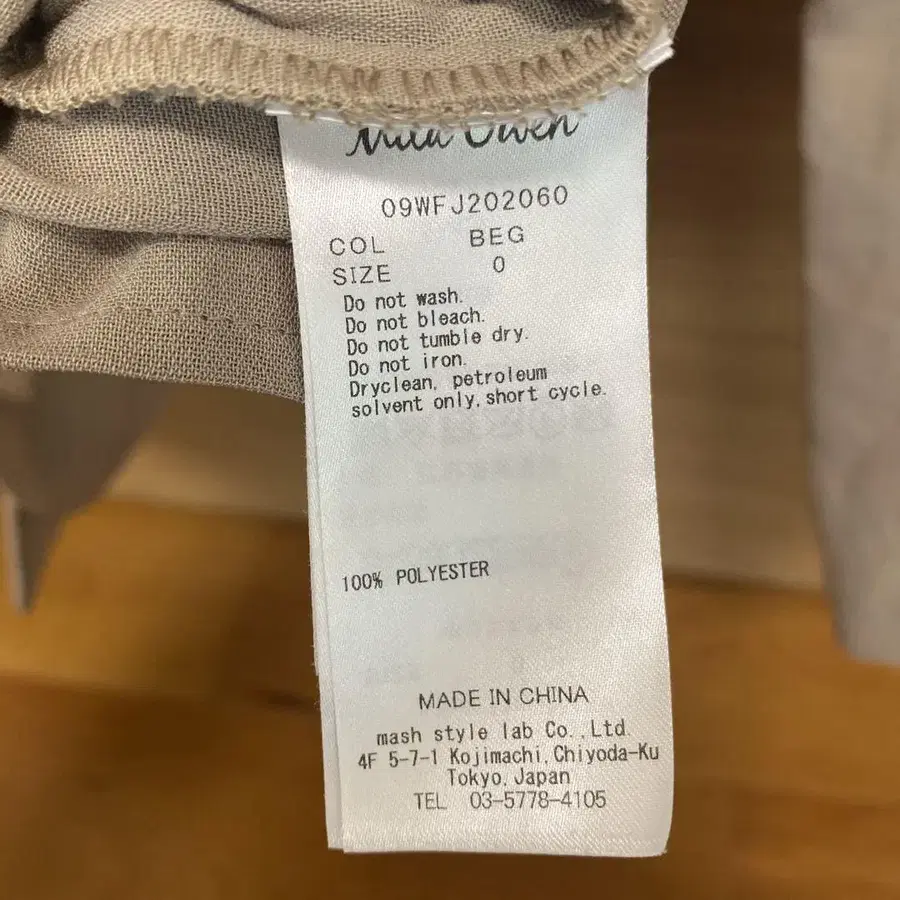 Mila Owen
09WFJ202060
COL BEG
SIZE 0
Do not wash.
Do not bleach.
Do not tumble dry.
Do not iron.
Dryclean, petroleum
solvent only, short cycle.
100% POLYESTER
MADE IN CHINA
mash style lab Co.,Ltd.
4F 5-7-1 Kojimachi,Chiyoda-Ku
Tokyo,Japan
TEL 03-5778-4105